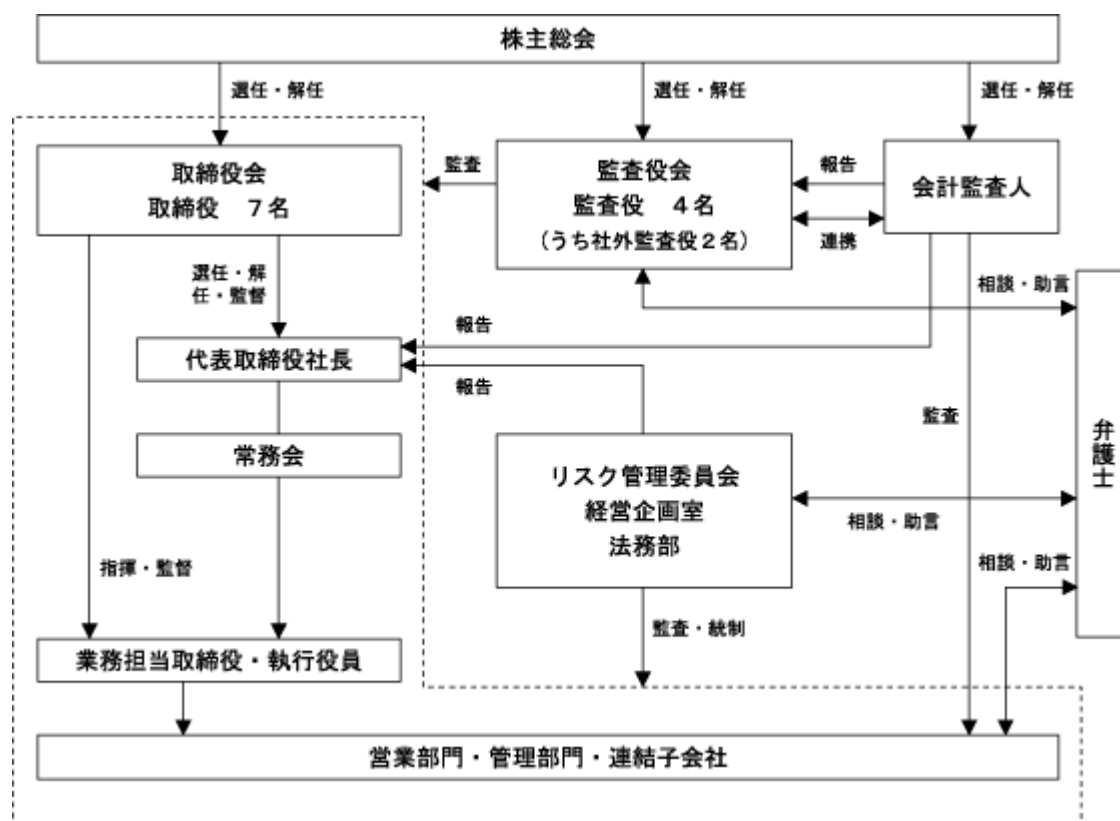 株主総会
選任・解任
選任・解任
選任・解任
取締役会
取締役　７名
監査
監査役会
監査役　４名
（うち社外監査役２名）
報告
連携
会計監査人
選任・解
任・監督
相談・助言
報告
代表取締役社長
報告
監査
弁護士
常務会
リスク管理委員会
経営企画室
法務部
相談・助言
指揮・監督
相談・助言
監査・統制
業務担当取締役・執行役員
営業部門・管理部門・連結子会社